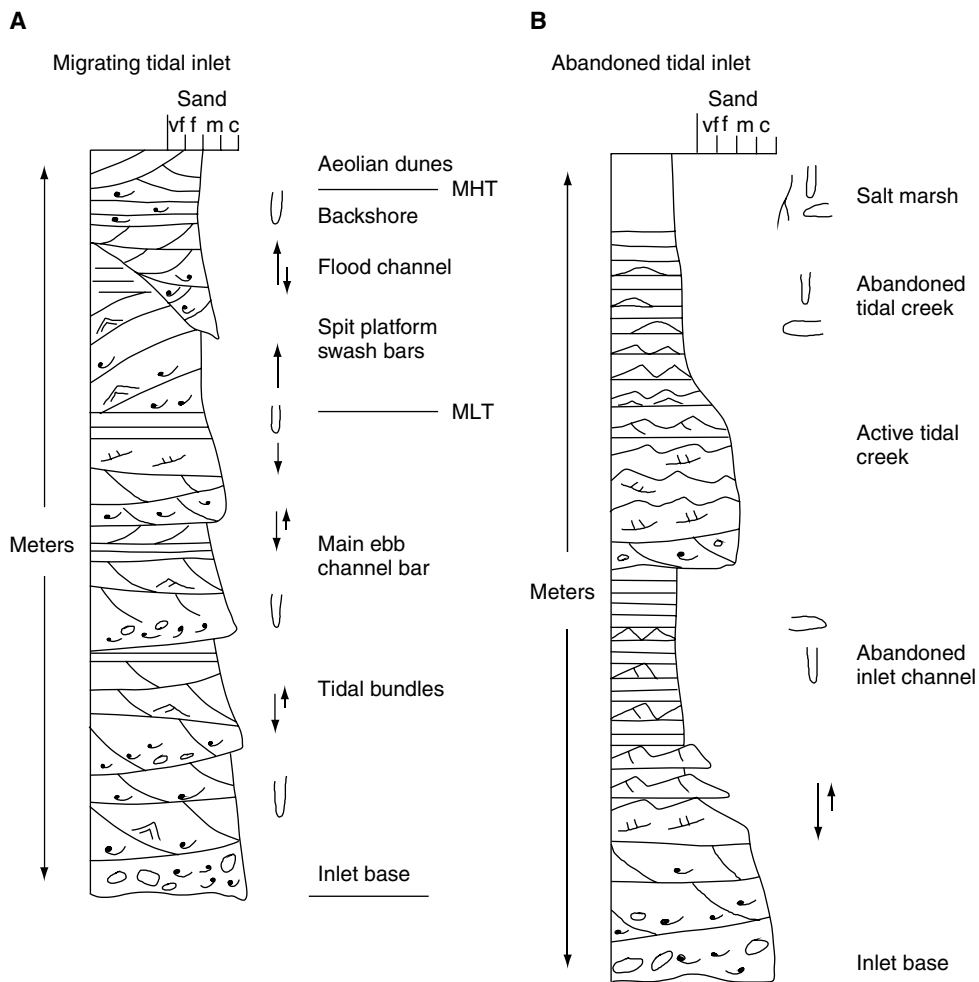 A
Migrating tidal inlet
Sand
vf f m c
Aeolian dunes
MHT
Backshore
Flood channel
Spit platform
swash bars
MLT
Meters
Main ebb
channel bar
Tidal bundles
Inlet base
B
Abandoned tidal inlet
Sand
vf f m c
Salt marsh
Abandoned
tidal creek
Active tidal
creek
Meters
Abandoned
inlet channel
Inlet base